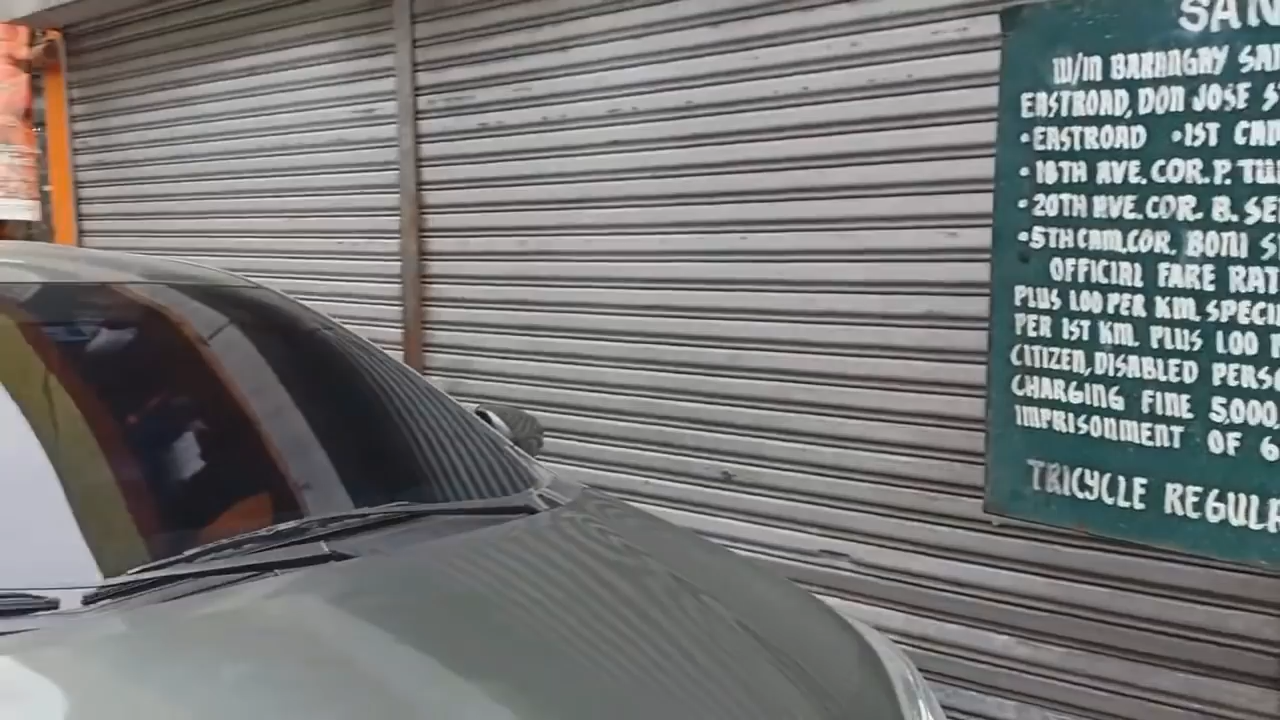 SAN
W/IN BARANGAY SAN
EASTROAD, DON JOSE S
•EASTROAD •1ST CAM
•18TH AVE. COR. P. TU
•20TH AVE. COR. B. SE
•5TH CAM. COR. BONI S
OFFICIAL FARE RAT
PLUS 1.00 PER KM. SPECI
PER 1ST KM. PLUS 1.00
CITIZEN, DISABLED PERS
CHARGING FINE 5,000
IMPRISONMENT OF 6
TRICYCLE REGUL